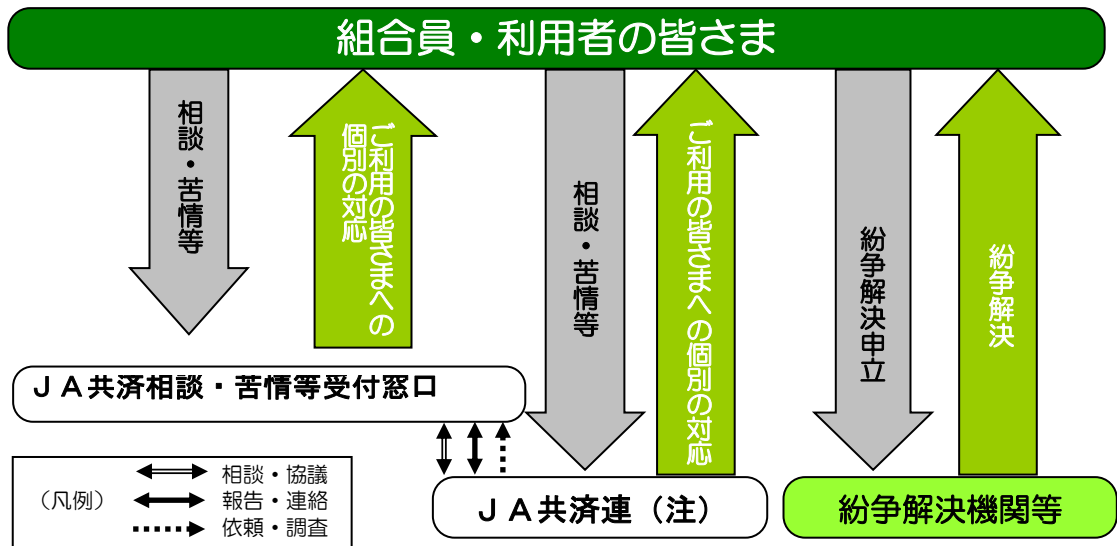 組合員・利用者の皆さま
相談・苦情等
ご利用の皆さまへの
個別の対応
相談・苦情等
ご利用の皆さまへの個別の対応
紛争解決申立
紛争解決
ＪＡ共済相談・苦情等受付窓口
ＪＡ共済連（注）
紛争解決機関等
（凡例）
相談・協議
報告・連絡
依頼・調査